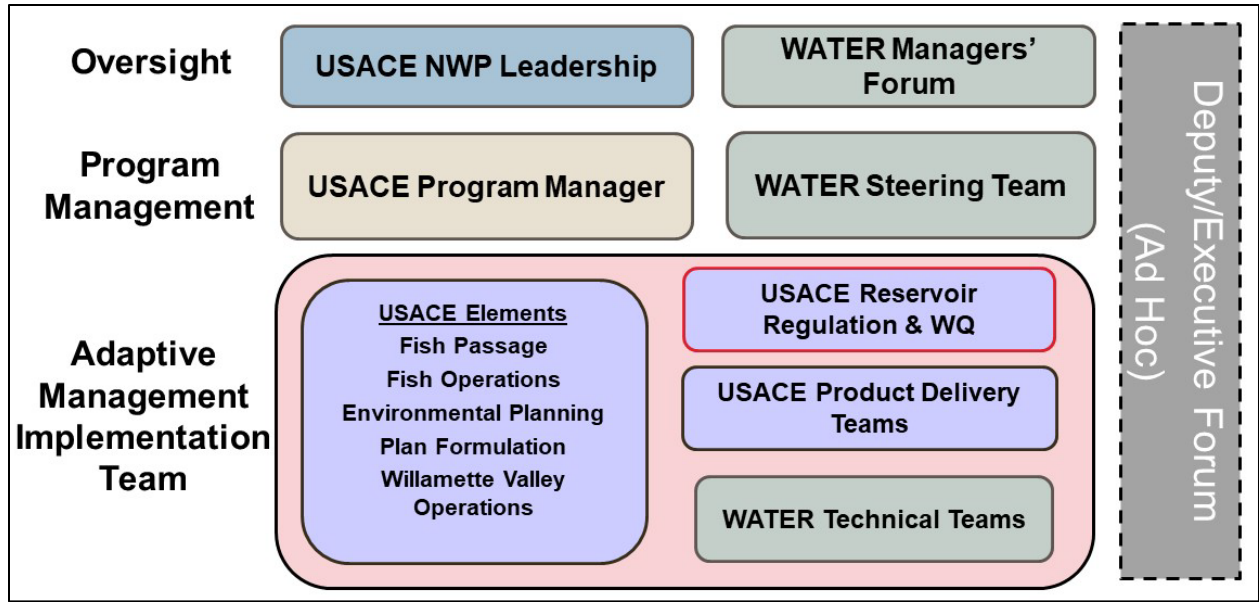 Oversight
USACE NWP Leadership
WATER Managers'
Forum
Program
Management
USACE Program Manager
WATER Steering Team
Adaptive
Management
Implementation
Team
USACE Elements
Fish Passage
Fish Operations
Environmental Planning
Plan Formulation
Willamette Valley
Operations
USACE Reservoir
Regulation & WQ
USACE Product Delivery
Teams
WATER Technical Teams
Deputy/Executive Forum
(Ad Hoc)